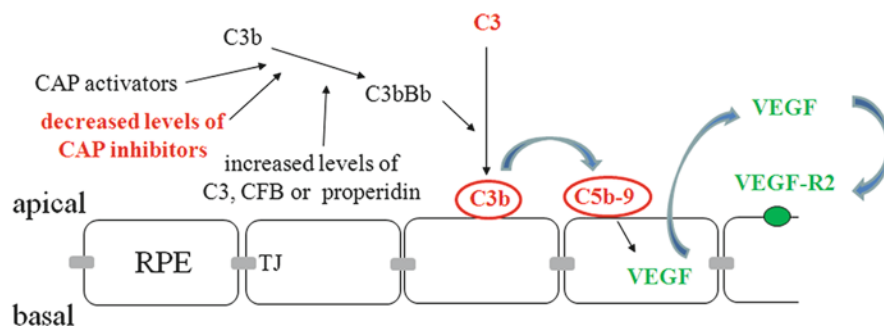 C3b
C3
CAP activators
C3bBb
decreased levels of
CAP inhibitors
VEGF
increased levels of
C3, CFB or properidin
VEGF-R2
apical
C3b
C5b-9
RPE
TJ
VEGF
basal